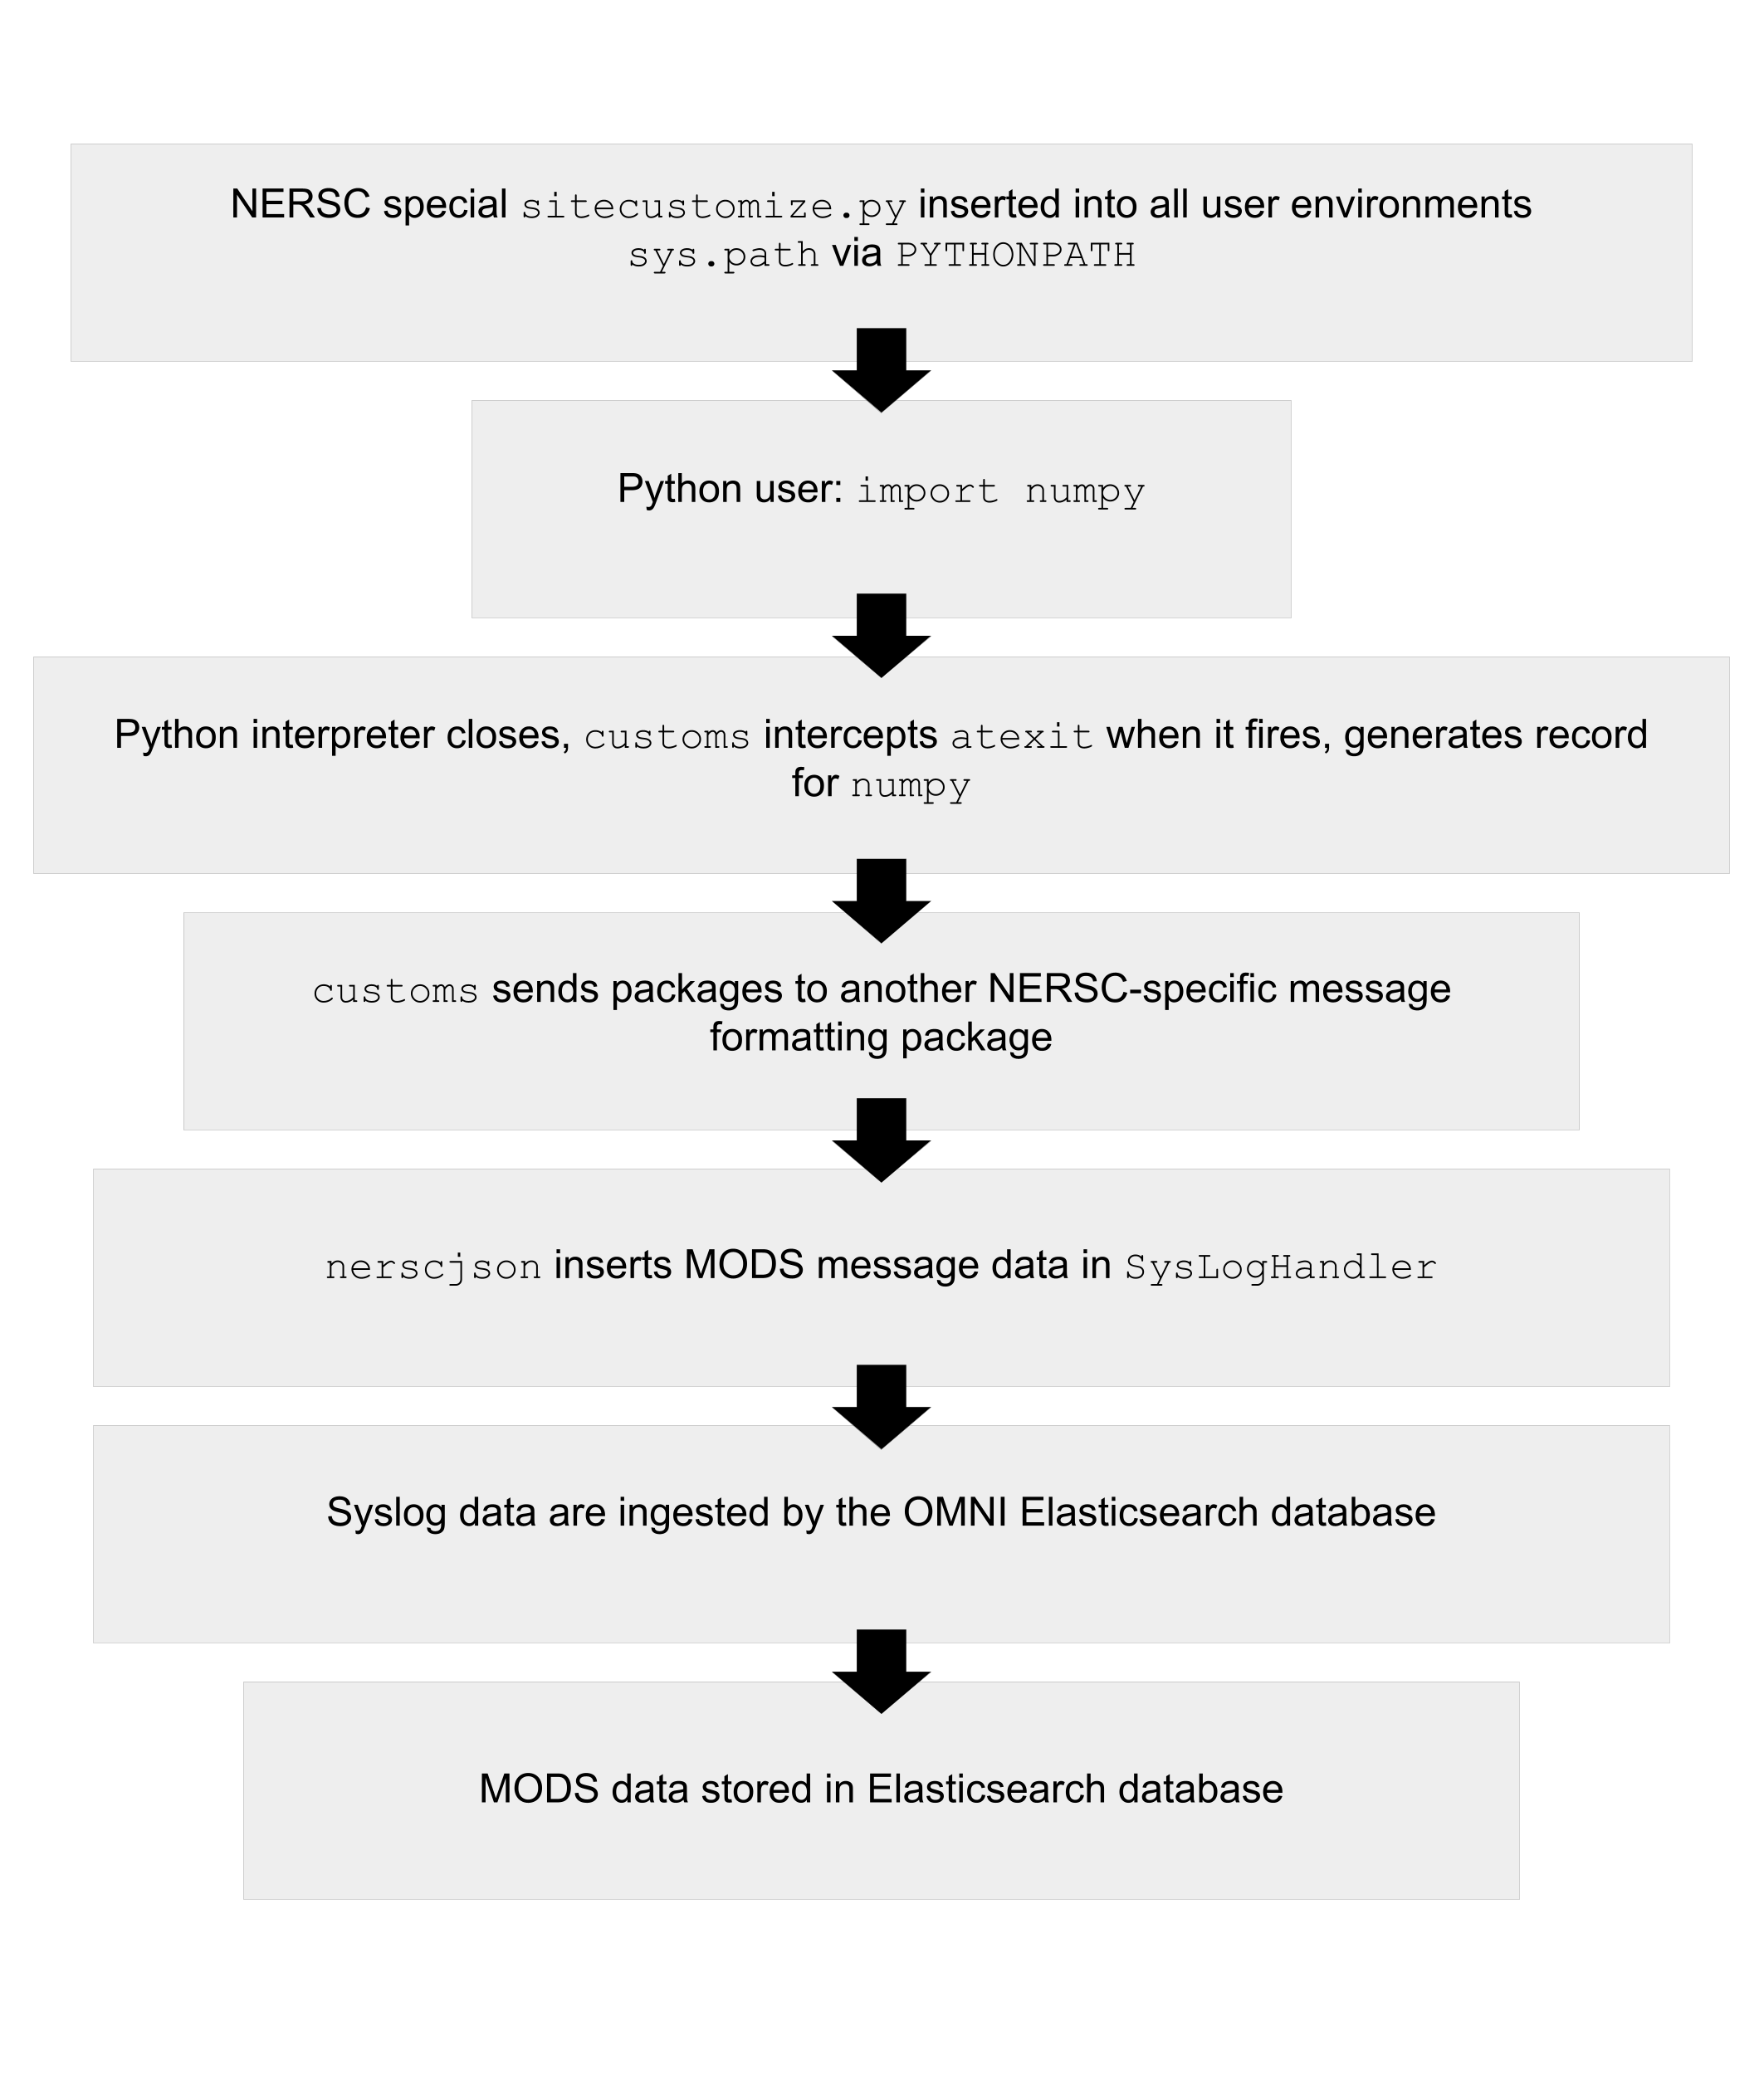 NERSC special sitecustomize.py inserted into all user environments
sys.path via PYTHONPATH
Python user: import numpy
Python interpreter closes, customs intercepts atexit when it fires, generates record
for numpy
customs sends packages to another NERSC-specific message
formatting package
nerscjson inserts MODS message data in SysLogHandler
Syslog data are ingested by the OMNI Elasticsearch database
MODS data stored in Elasticsearch database